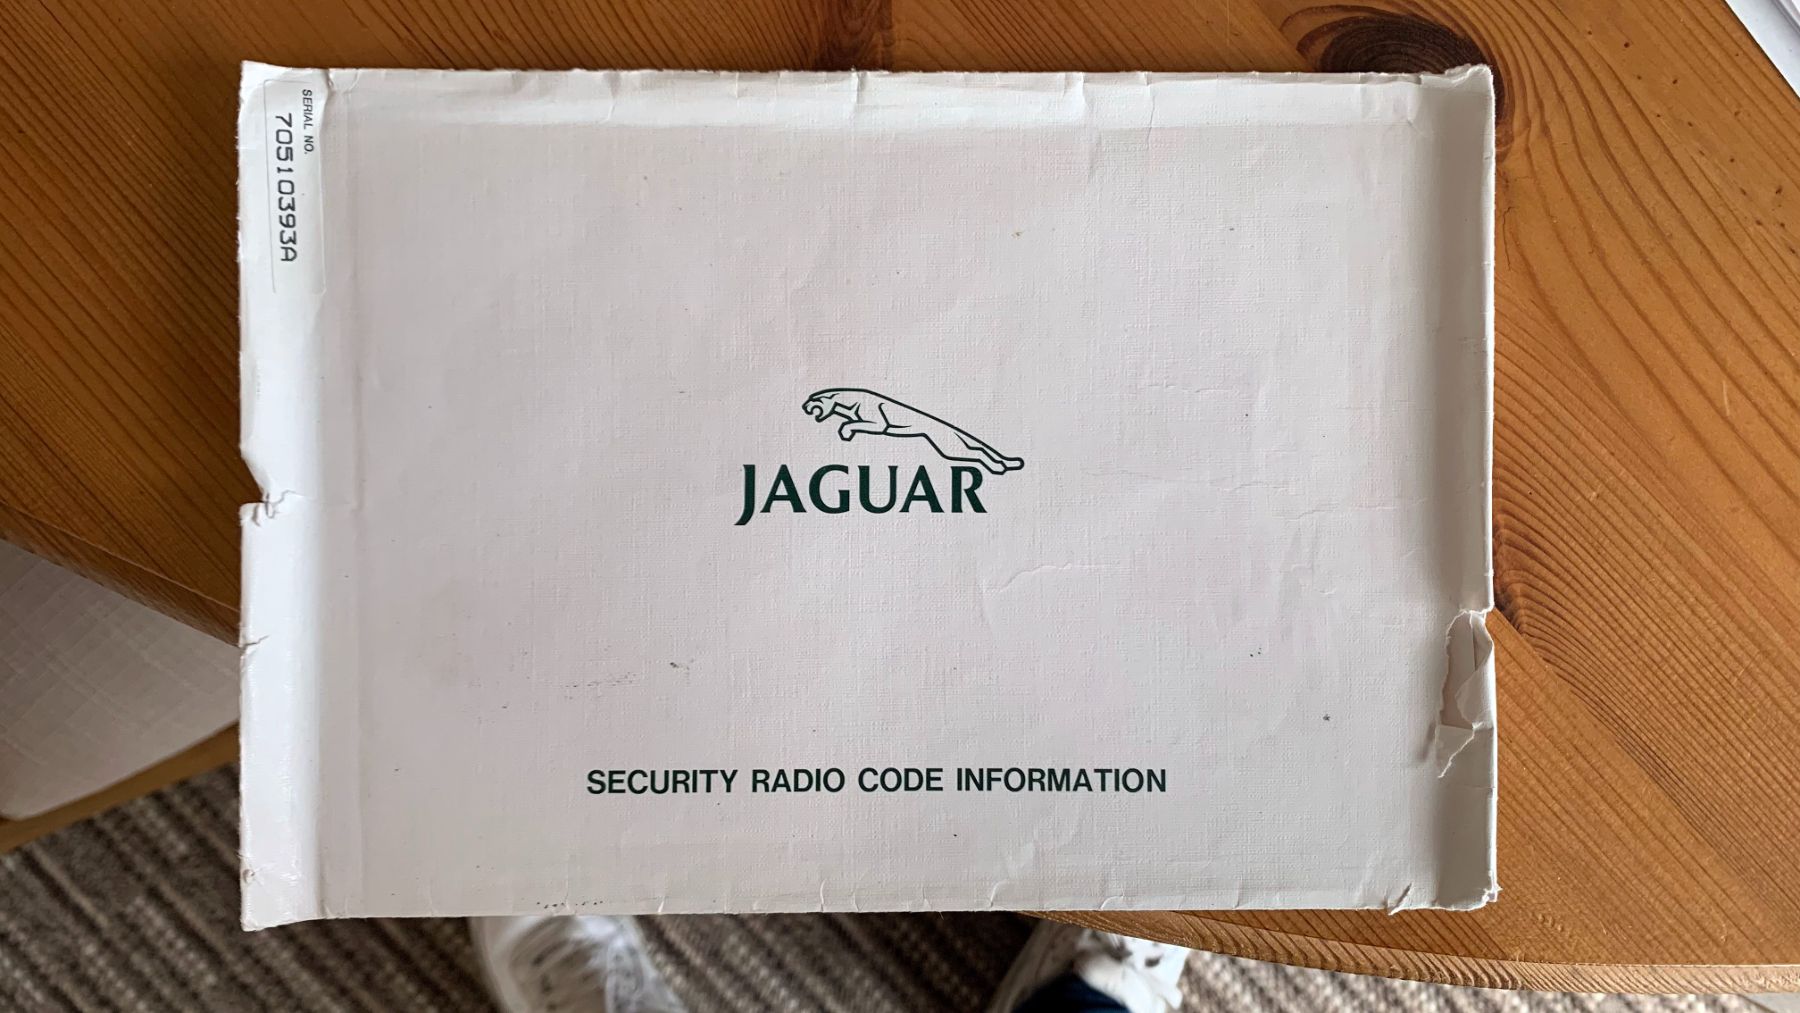 SERIAL NO.
70510393A
JAGUAR
SECURITY RADIO CODE INFORMATION